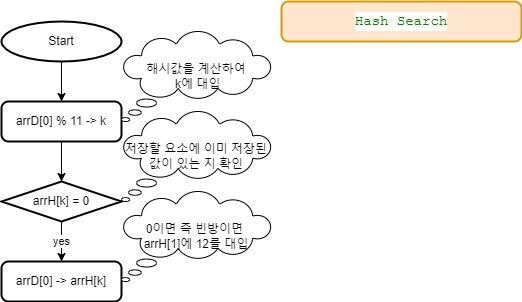 Hash Search
Start
해시값을 계산하여
k에 대입
arrD[0] % 11 -> k
저장할 요소에 이미 저장된
값이 있는 지 확인
arrH[k] = 0
0이면 즉 빈방이면
arrH[1]에 12를 대입
yes
arrD[0] -> arrH[k]